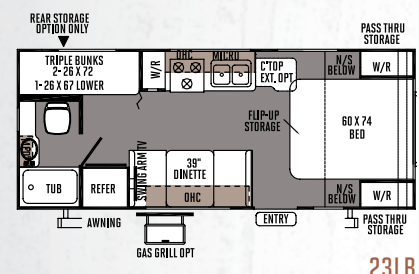 REAR STORAGE
OPTION ONLY
TRIPLE BUNKS
2- 26 X 72
1- 26 X 67 LOWER
W/R
OHC
MICRO
C'TOP
EXT. OPT
PASS THRU
STORAGE
N/S
BELOW
W/R
FLIP-UP
STORAGE
60 X 74
BED
SWING ARM TV
39"
DINETTE
OHC
TUB
REFER
N/S
BELOW
W/R
AWNING
ENTRY
PASS THRU
STORAGE
GAS GRILL OPT
23LB